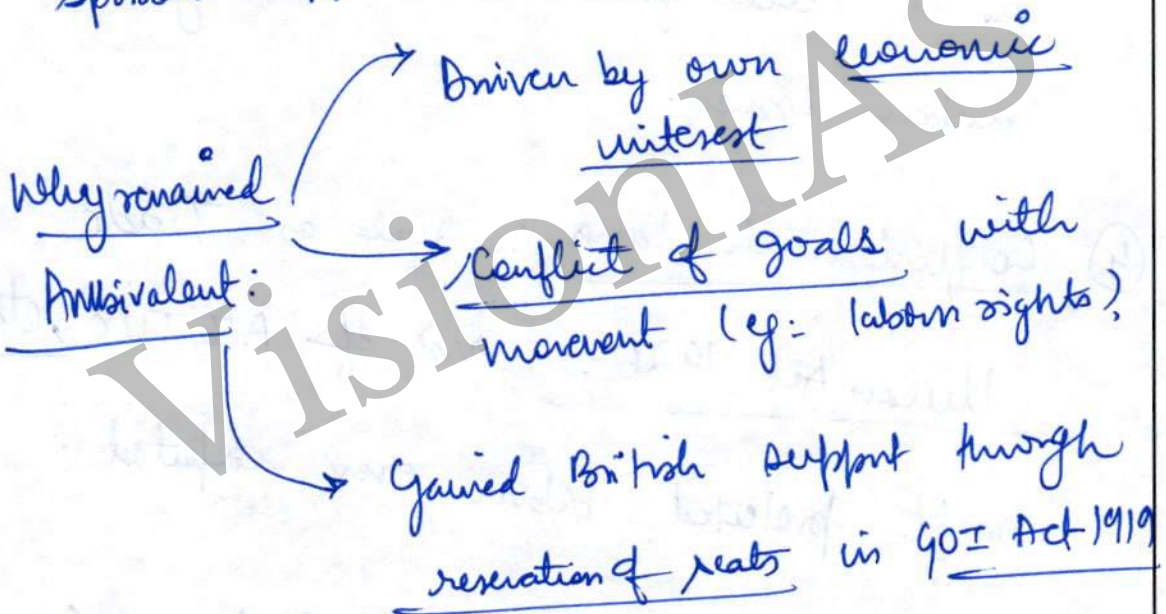 Driven by own economic
interest
Why remained
Ambivalent:
Conflict of goals with
movement (eg:- labour rights)
Gained British support through
reservation of seats in GOI Act 1919
VisionIAS